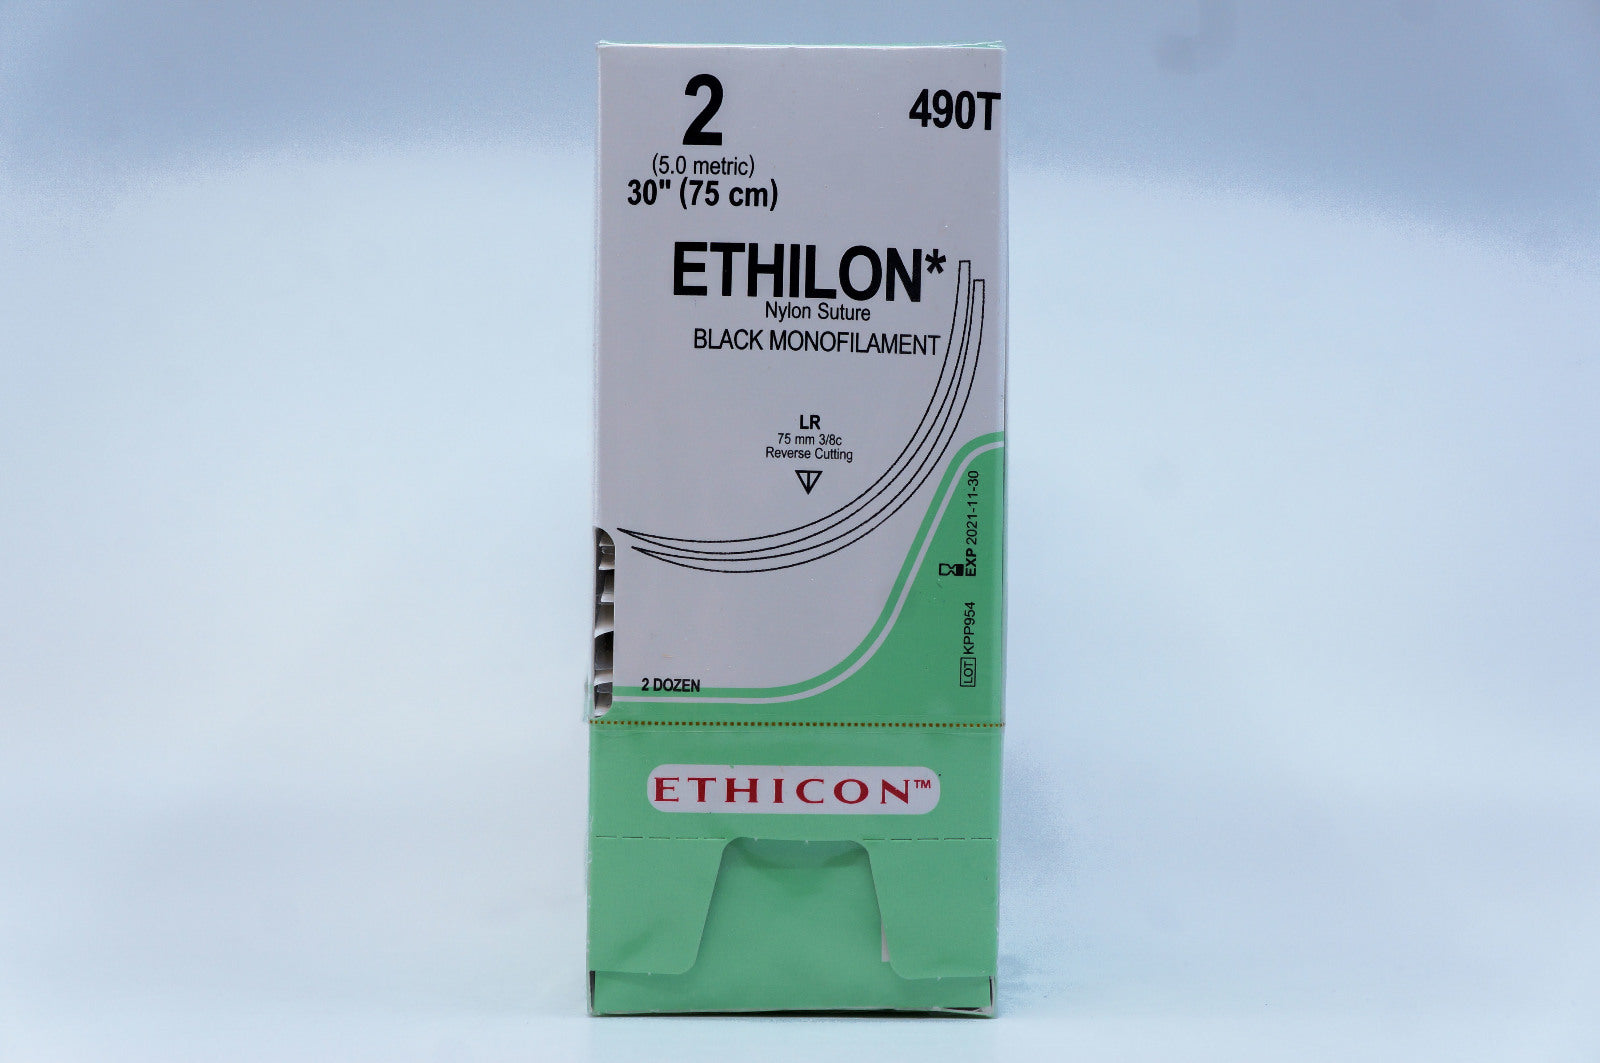 2
490T
(5.0 metric)
30" (75 cm)
ETHILON*
Nylon Suture
BLACK MONOFILAMENT
LR
75 mm 3/8c
Reverse Cutting
EXP 2021-11-30
LOT KPP954
2 DOZEN
ETHICON™